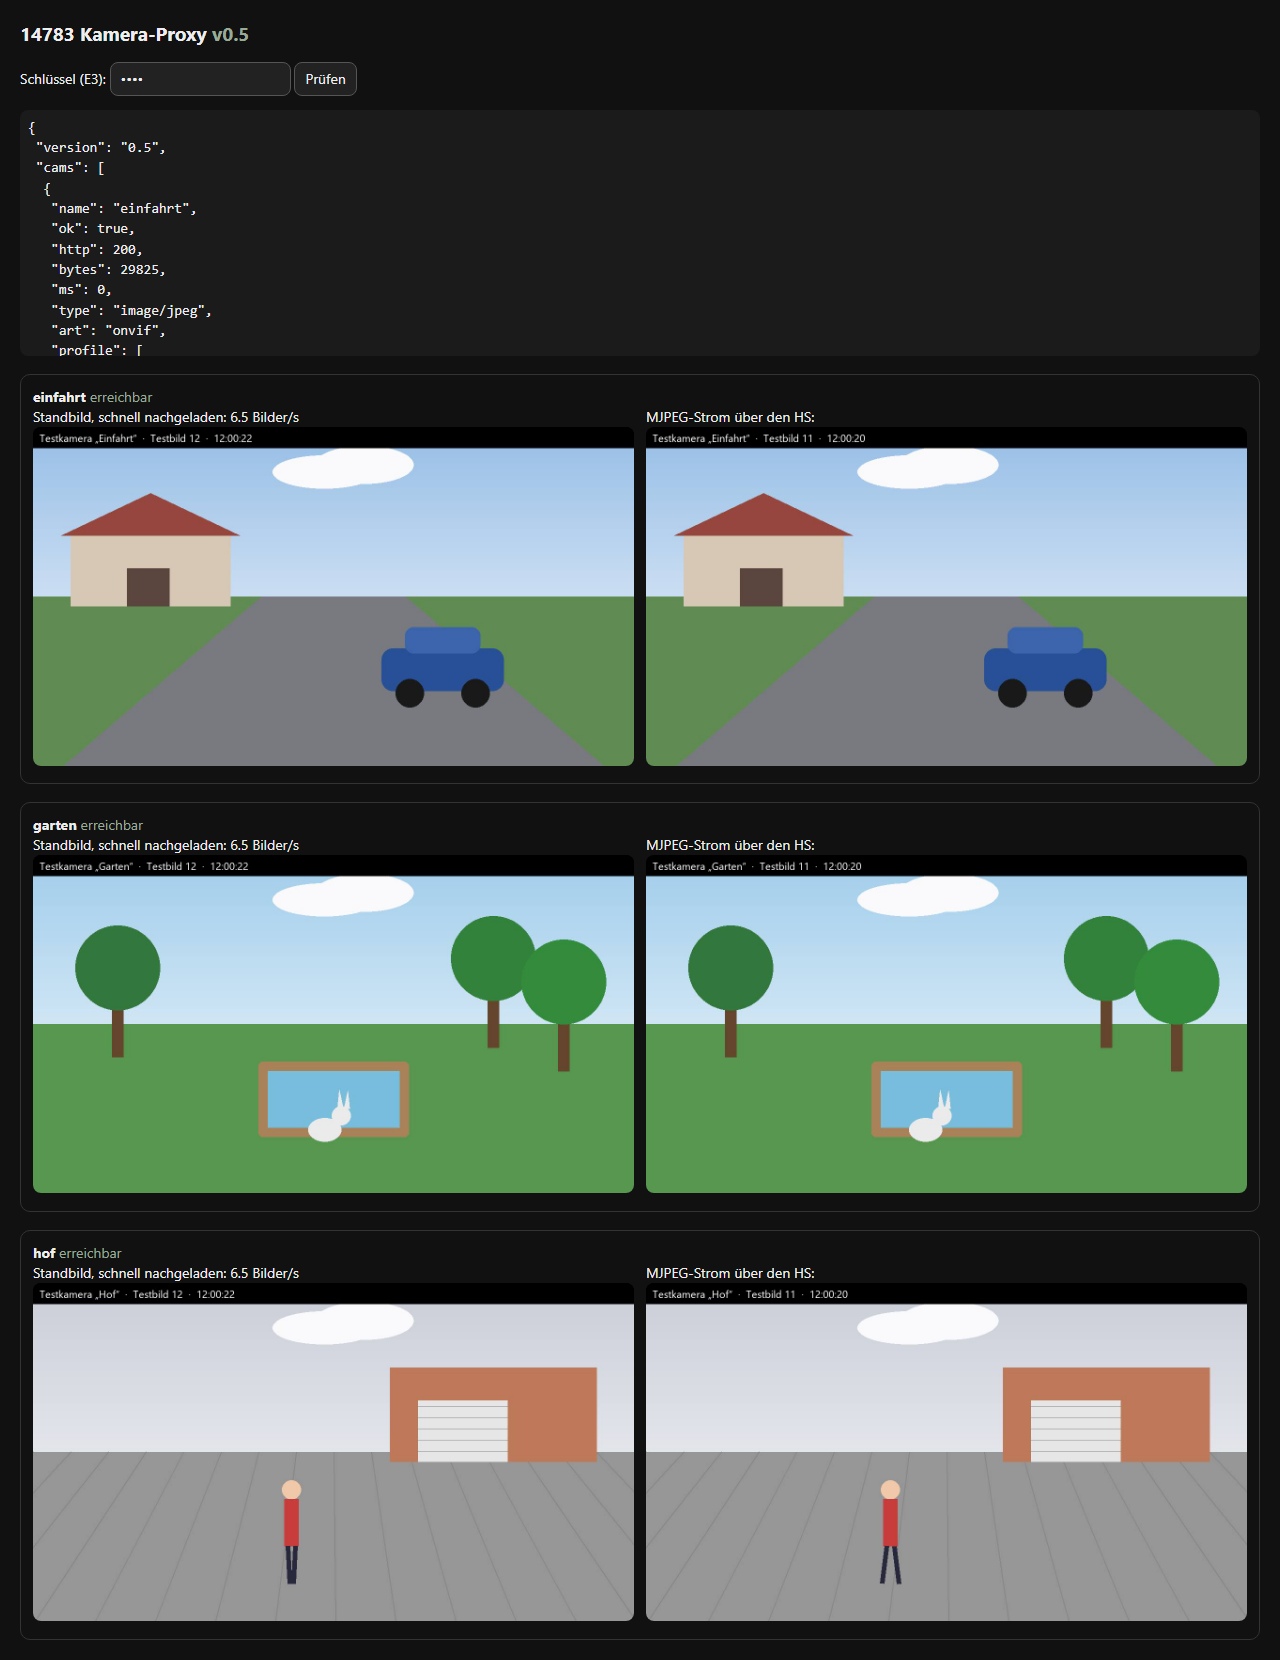 14783 Kamera-Proxy v0.5
Schlüssel (E3): •••• Prüfen
{
"version": "0.5",
"cams": [
{
"name": "einfahrt",
"ok": true,
"http": 200,
"bytes": 29825,
"ms": 0,
"type": "image/jpeg",
"art": "onvif",
"profile": [
einfahrt erreichbar
Standbild, schnell nachgeladen: 6.5 Bilder/s
Testkamera „Einfahrt“ · Testbild 12 · 12:00:22
MJPEG-Strom über den HS:
Testkamera „Einfahrt“ · Testbild 11 · 12:00:20
garten erreichbar
Standbild, schnell nachgeladen: 6.5 Bilder/s
Testkamera „Garten“ · Testbild 12 · 12:00:22
MJPEG-Strom über den HS:
Testkamera „Garten“ · Testbild 11 · 12:00:20
hof erreichbar
Standbild, schnell nachgeladen: 6.5 Bilder/s
Testkamera „Hof“ · Testbild 12 · 12:00:22
MJPEG-Strom über den HS:
Testkamera „Hof“ · Testbild 11 · 12:00:20